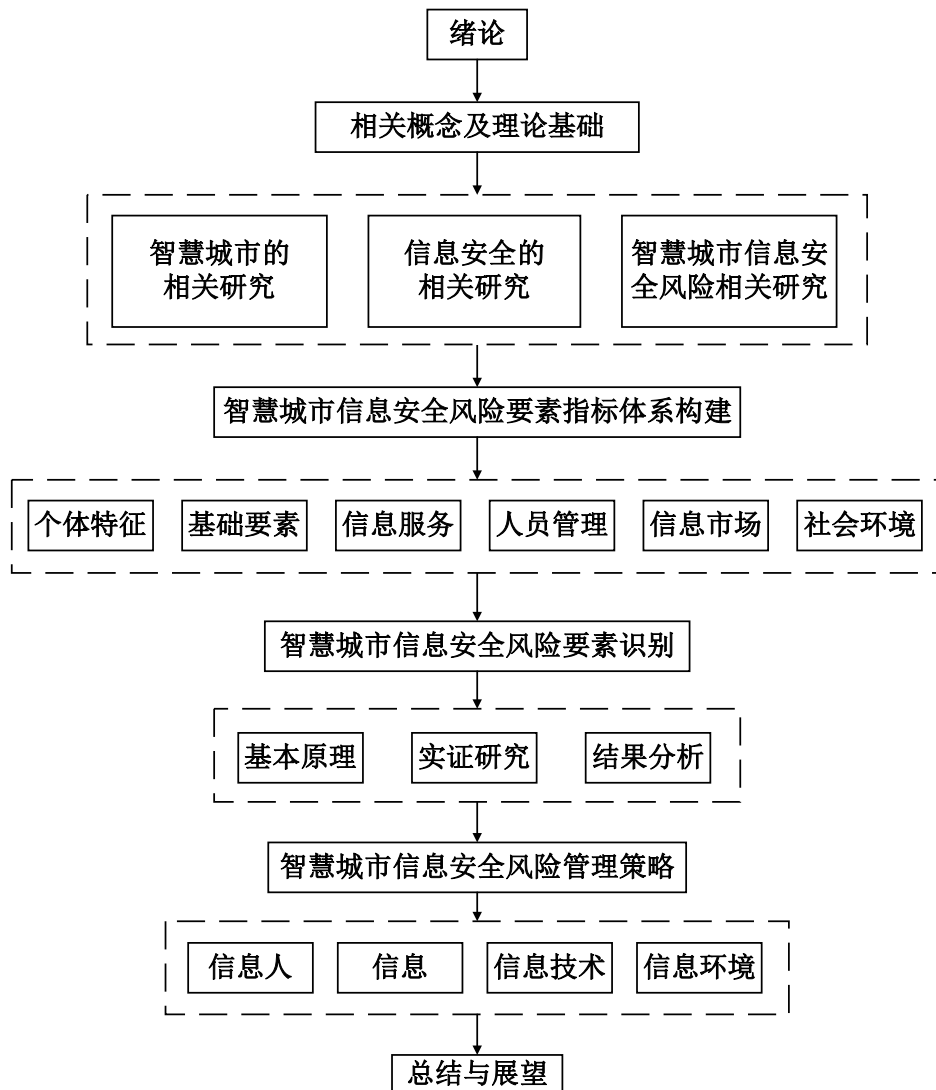 绪论
相关概念及理论基础
智慧城市的
相关研究
信息安全的
相关研究
智慧城市信息安
全风险相关研究
智慧城市信息安全风险要素指标体系构建
个体特征
基础要素
信息服务
人员管理
信息市场
社会环境
智慧城市信息安全风险要素识别
基本原理
实证研究
结果分析
智慧城市信息安全风险管理策略
信息人
信息
信息技术
信息环境
总结与展望